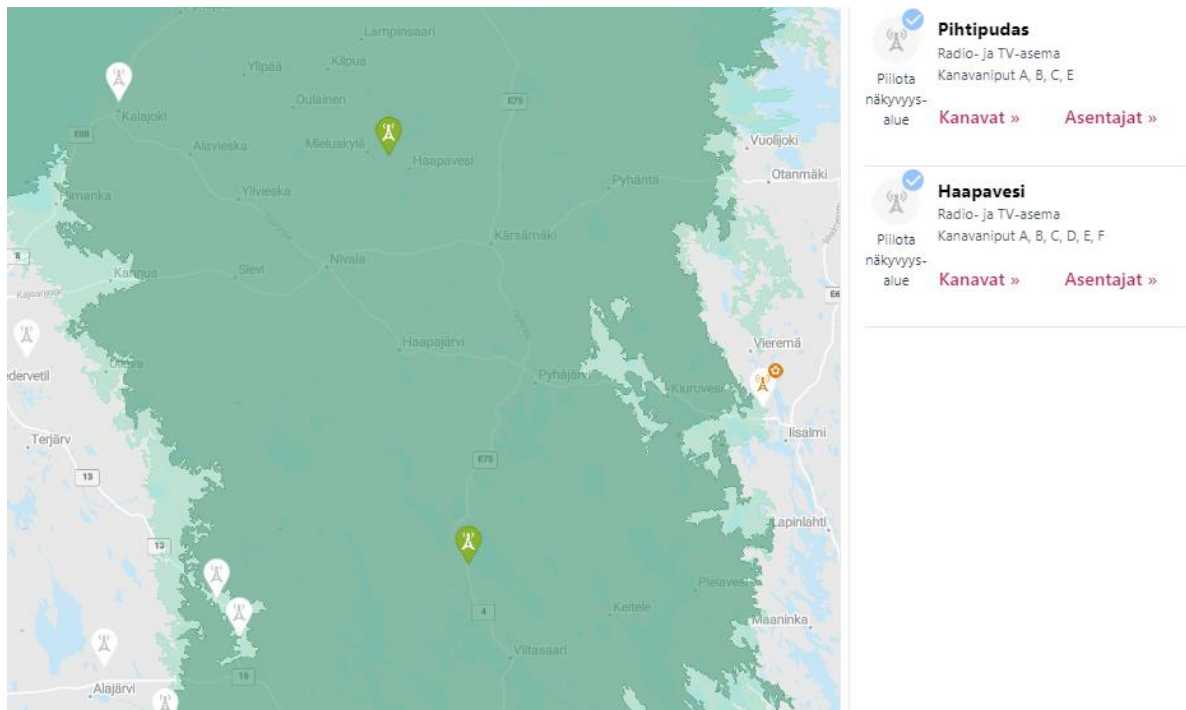 Lampinsaari
Ylipää
Kilpua
Oulainen
E75
Kalajoki
E80
Alavieska
Mieluskylä
Haapavesi
Vuolijoki
Otanmäki
Pyhäntä
Ylivieska
Himanka
Kärsämäki
8
Nivala
Kannus
Sievi
E6
Haapajärvi
Vieremä
Pyhäjärvi
Kiuruvesi
edervetil
Iisalmi
Terjärv
E75
13
Lapinlahti
13
Pielavesi
Keitele
4
Maaninka
Viitasaari
16
Alajärvi
Pihtipudas
Radio- ja TV-asema
Kanavaniput A, B, C, E
Piilota
näkyvyys-
alue
Kanavat »
Asentajat »
Haapavesi
Radio- ja TV-asema
Kanavaniput A, B, C, D, E, F
Piilota
näkyvyys-
alue
Kanavat »
Asentajat »